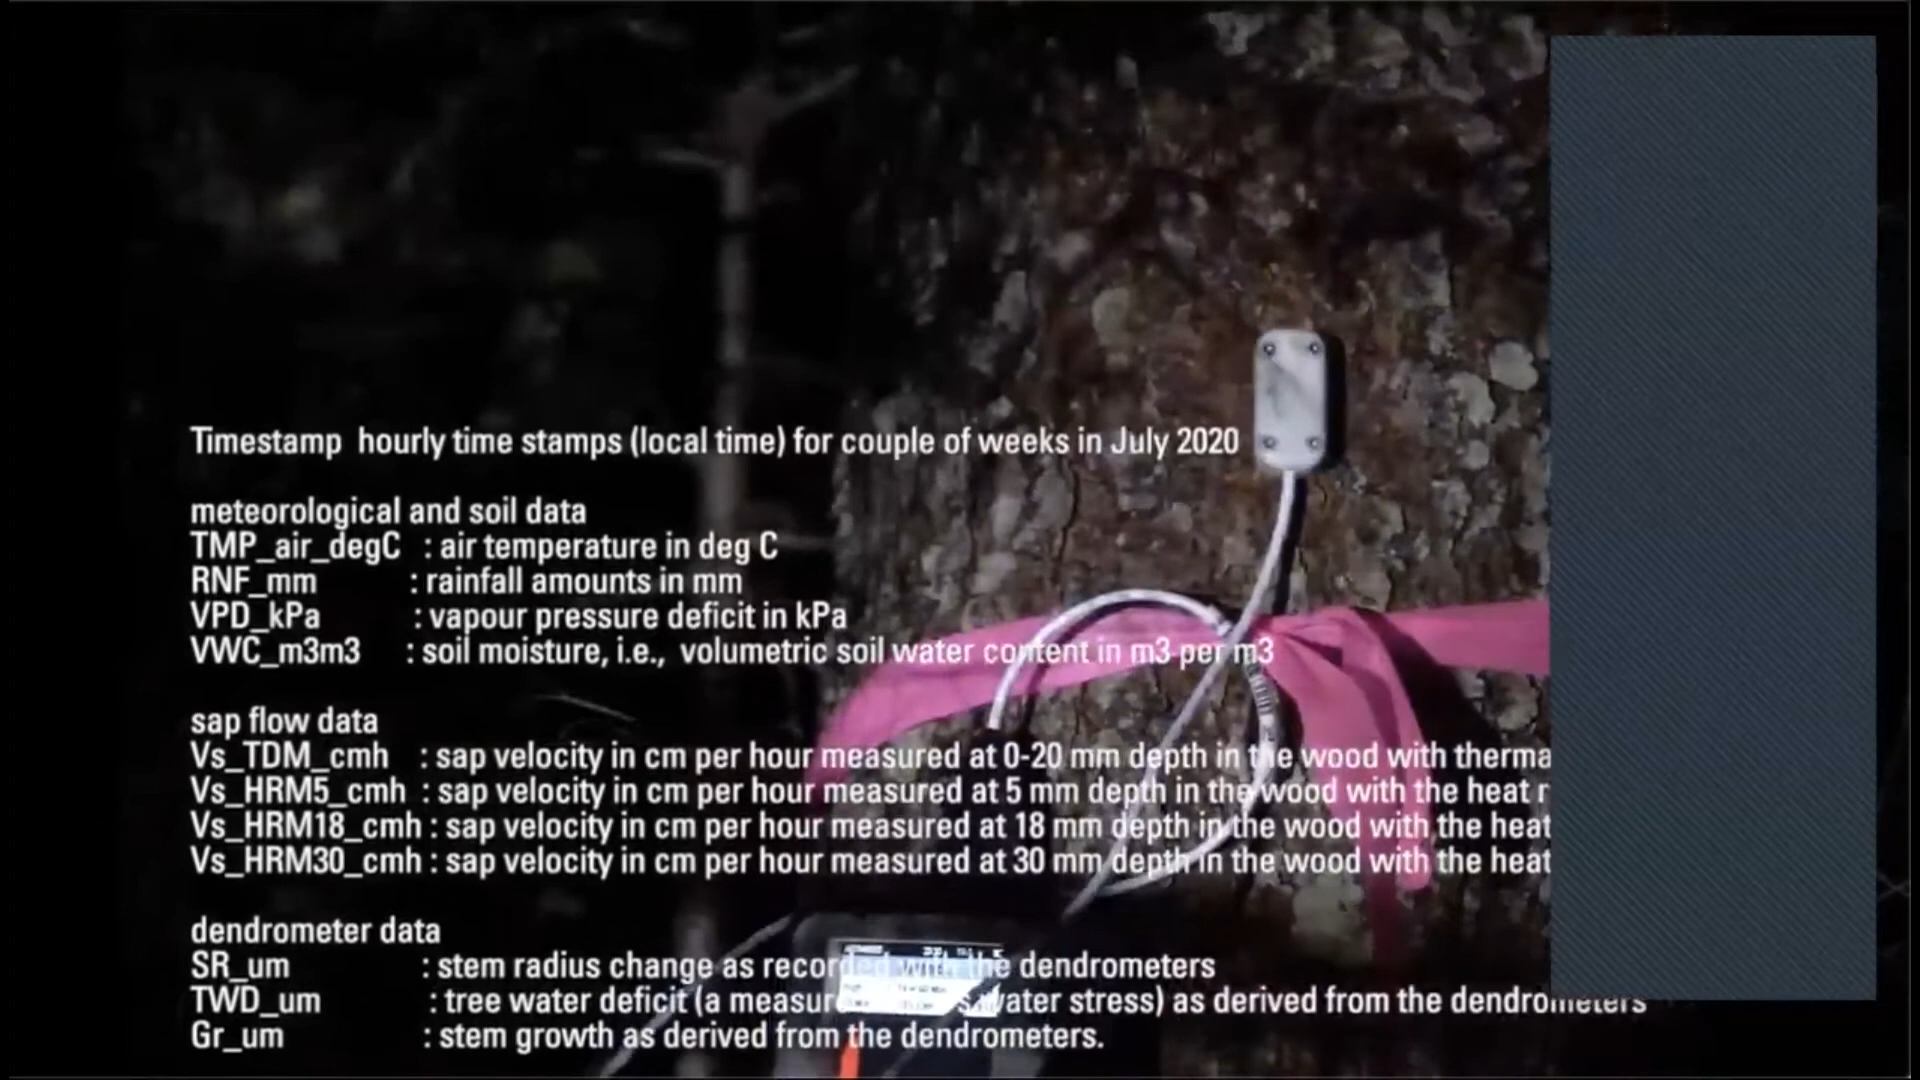 Timestamp hourly time stamps (local time) for couple of weeks in July 2020
meteorological and soil data
TMP_air_degC : air temperature in deg C
RNF_mm : rainfall amounts in mm
VPD_kPa : vapour pressure deficit in kPa
VWC_m3m3 : soil moisture, i.e., volumetric soil water content in m3 per m3
sap flow data
Vs_TDM_cmh : sap velocity in cm per hour measured at 0-20 mm depth in the wood with
Vs_HRM5_cmh : sap velocity in cm per hour measured at 5 mm depth in the wood with the heat
Vs_HRM18_cmh : sap velocity in cm per hour measured at 18 mm depth in the wood with the heat
Vs_HRM30_cmh : sap velocity in cm per hour measured at 30 mm depth in the wood with the heat
dendrometer data
SR_um : stem radius change as recorded with the dendrometers
TWD_um : tree water deficit (a water stress) as derived from the dendrometers
Gr_um : stem growth as derived from the dendrometers.